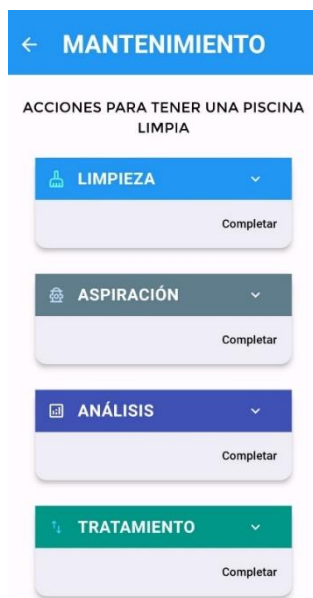 MANTENIMIENTO
ACCIONES PARA TENER UNA PISCINA
LIMPIA
LIMPIEZA
Completar
ASPIRACIÓN
Completar
ANÁLISIS
Completar
TRATAMIENTO
Completar